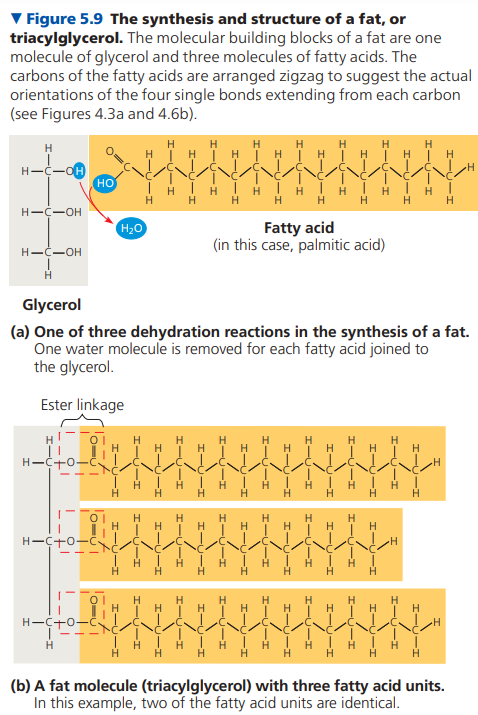 ▼ Figure 5.9 The synthesis and structure of a fat, or
triacylglycerol. The molecular building blocks of a fat are one
molecule of glycerol and three molecules of fatty acids. The
carbons of the fatty acids are arranged zigzag to suggest the actual
orientations of the four single bonds extending from each carbon
(see Figures 4.3a and 4.6b).
H
H—C—OH
HO
H—C—OH
H₂O
H—C—OH
H
Fatty acid
(in this case, palmitic acid)
Glycerol
(a) One of three dehydration reactions in the synthesis of a fat.
One water molecule is removed for each fatty acid joined to
the glycerol.
Ester linkage
(b) A fat molecule (triacylglycerol) with three fatty acid units.
In this example, two of the fatty acid units are identical.